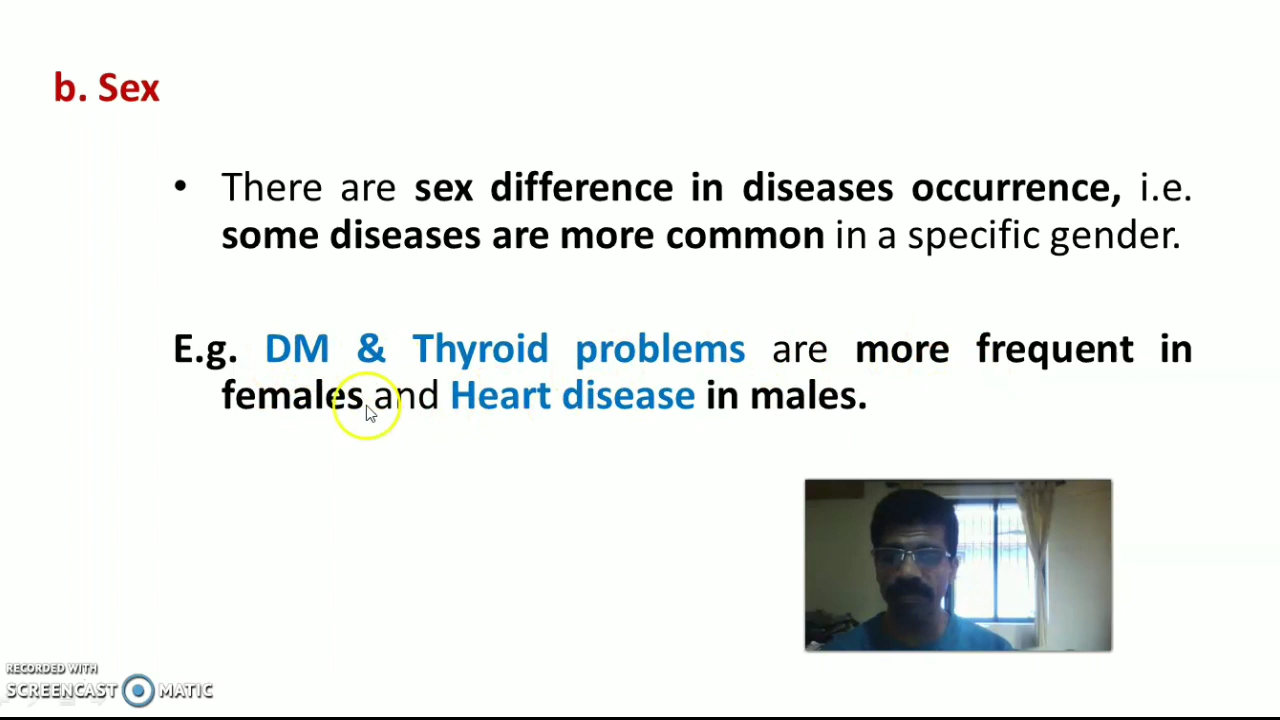 b. Sex
• There are sex difference in diseases occurrence, i.e.
some diseases are more common in a specific gender.
E.g. DM & Thyroid problems are more frequent in
females and Heart disease in males.
RECORDED WITH
SCREENCAST MATIC